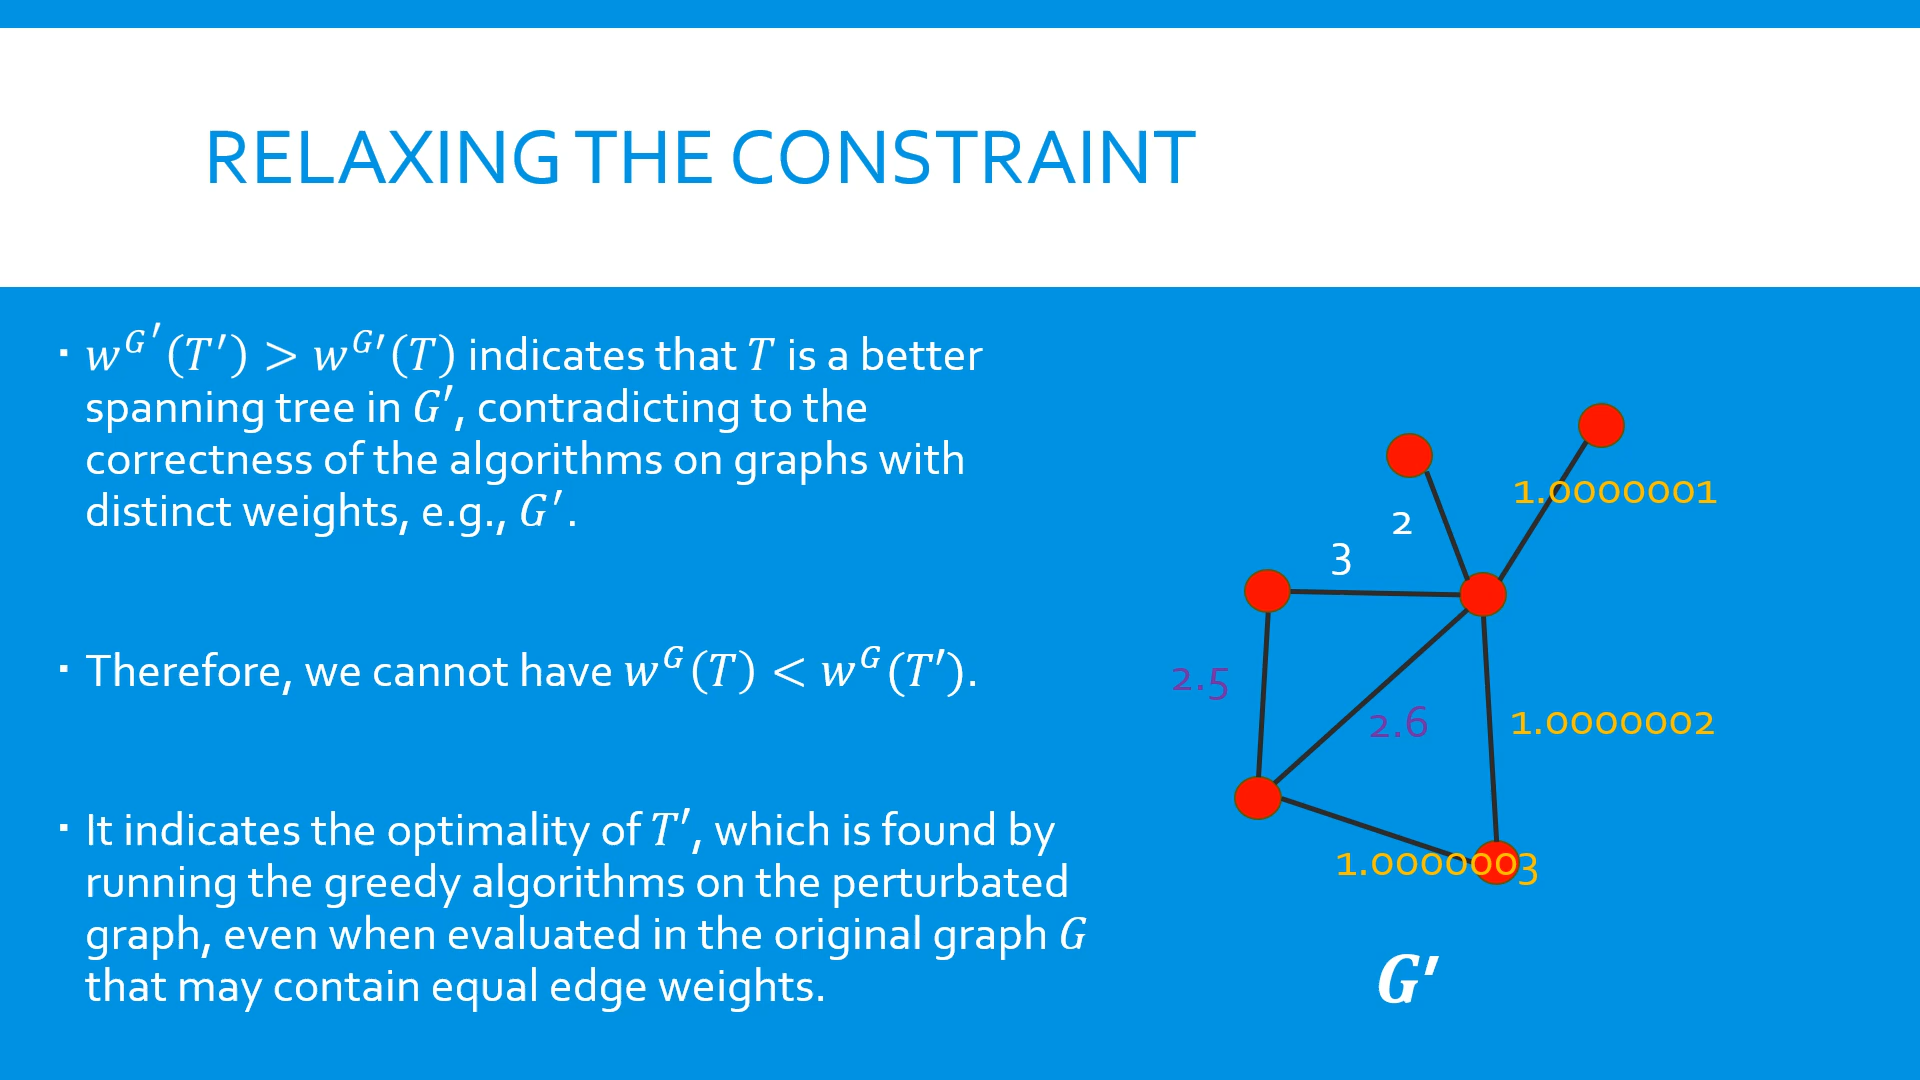 RELAXING THE CONSTRAINT
▪ w^{G′}(T′) > w^{G′}(T) indicates that T is a better
spanning tree in G′, contradicting to the
correctness of the algorithms on graphs with
distinct weights, e.g., G′.
▪ Therefore, we cannot have w^G(T) < w^G(T′).
▪ It indicates the optimality of T′, which is found by
running the greedy algorithms on the perturbated
graph, even when evaluated in the original graph G
that may contain equal edge weights.
1.0000001
2
3
2.5
2.6
1.0000002
1.0000003
G′